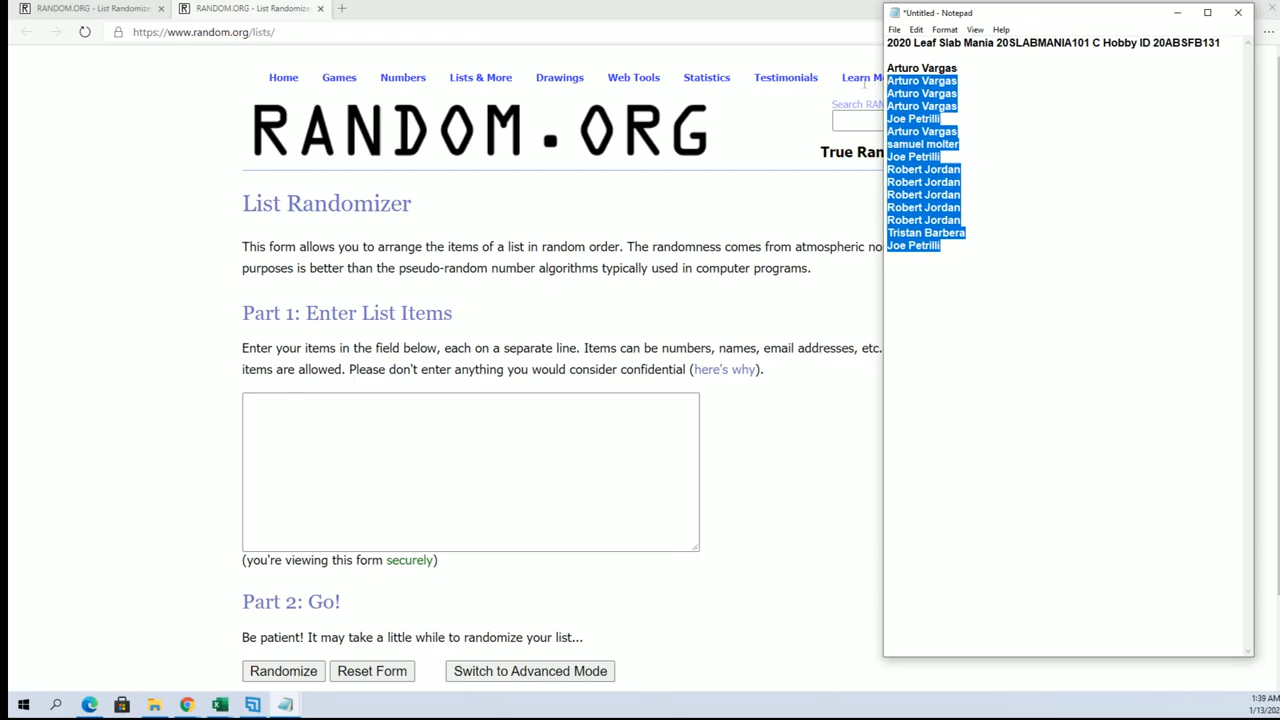 RANDOM.ORG - List Randomize
RANDOM.ORG - List Randomize
https://www.random.org/lists/
Home Games Numbers Lists & More Drawings Web Tools Statistics Testimonials Learn
RANDOM.ORG
Search
True
List Randomizer
This form allows you to arrange the items of a list in random order. The randomness comes from atmospheric
purposes is better than the pseudo-random number algorithms typically used in computer programs.
Part 1: Enter List Items
Enter your items in the field below, each on a separate line. Items can be numbers, names, email addresses, etc.
items are allowed. Please don't enter anything you would consider confidential (here's why).
(you're viewing this form securely)
Part 2: Go!
Be patient! It may take a little while to randomize your list...
Randomize Reset Form Switch to Advanced Mode
*Untitled - Notepad
File Edit Format View Help
2020 Leaf Slab Mania 20SLABMANIA101 C Hobby ID 20ABSFB131
Arturo Vargas
Arturo Vargas
Arturo Vargas
Arturo Vargas
Joe Petrilli
Arturo Vargas
samuel molter
Joe Petrilli
Robert Jordan
Robert Jordan
Robert Jordan
Robert Jordan
Robert Jordan
Tristan Barbera
Joe Petrilli
1:39 AM
1/13/202